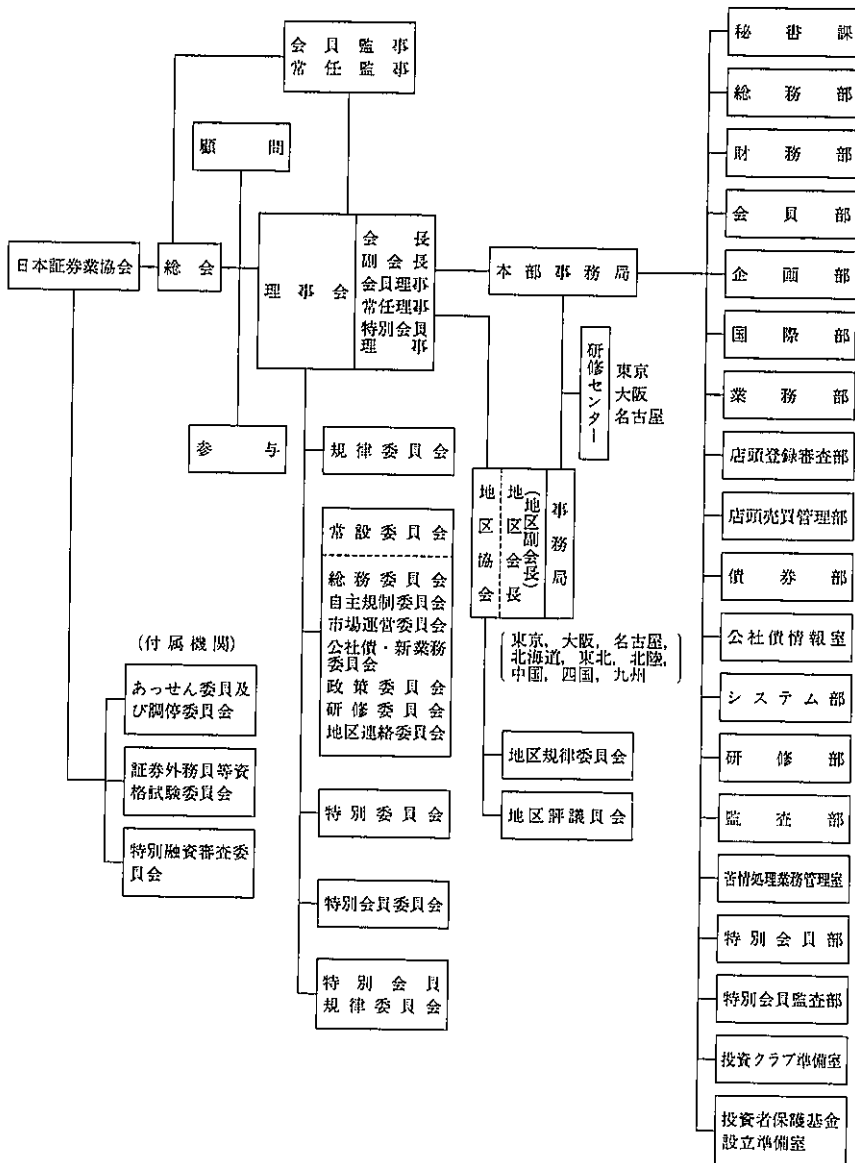 会員監事
常任監事
顧問
日本証券業協会
総会
理事会
会長
副会長
会員理事
常任理事
特別会員
理事
参与
規律委員会
常設委員会
総務委員会
自主規制委員会
市場運営委員会
公社債・新業務
委員会
政策委員会
研修委員会
地区連絡委員会
特別委員会
特別会員委員会
特別会員
規律委員会
(付属機関)
あっせん委員及
び調停委員会
証券外務員等資
格試験委員会
特別融資審査委
員会
本部事務局
研修センター
東京
大阪
名古屋
地区協会
地区会長
(地区副会長)
事務局
東京, 大阪, 名古屋,
北海道, 東北, 北陸,
中国, 四国, 九州
地区規律委員会
地区評議員会
秘書課
総務部
財務部
会員部
企画部
国際部
業務部
店頭登録審査部
店頭売買管理部
債券部
公社債情報室
システム部
研修部
監査部
苦情処理業務管理室
特別会員部
特別会員監査部
投資クラブ準備室
投資者保護基金
設立準備室